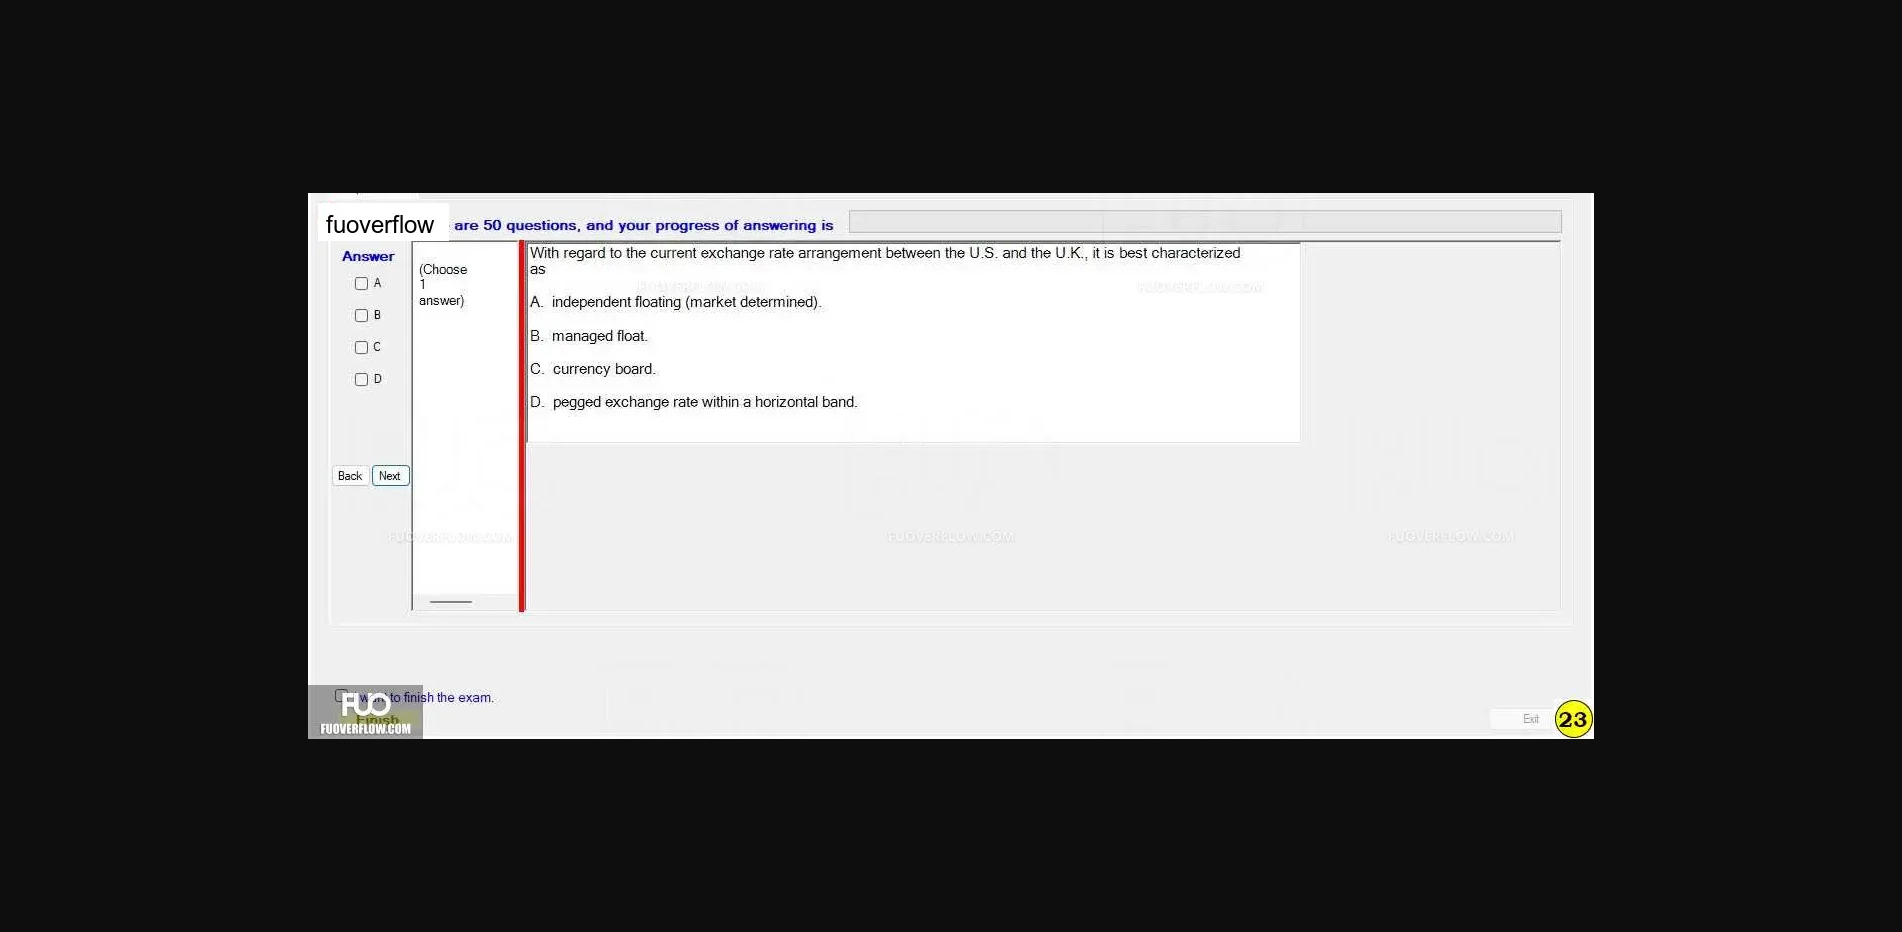 fuoverflow are 50 questions, and your progress of answering is
Answer
A
B
C
D
Back Next
(Choose
1
answer)
With regard to the current exchange rate arrangement between the U.S. and the U.K., it is best characterized
as
A. independent floating (market determined).
B. managed float.
C. currency board.
D. pegged exchange rate within a horizontal band.
FUOVERFLOW.COM FUOVERFLOW.COM
FUOVERFLOW.COM FUOVERFLOW.COM FUOVERFLOW.COM
want to finish the exam.
Finish
FUO
FUOVERFLOW.COM
Exit
23